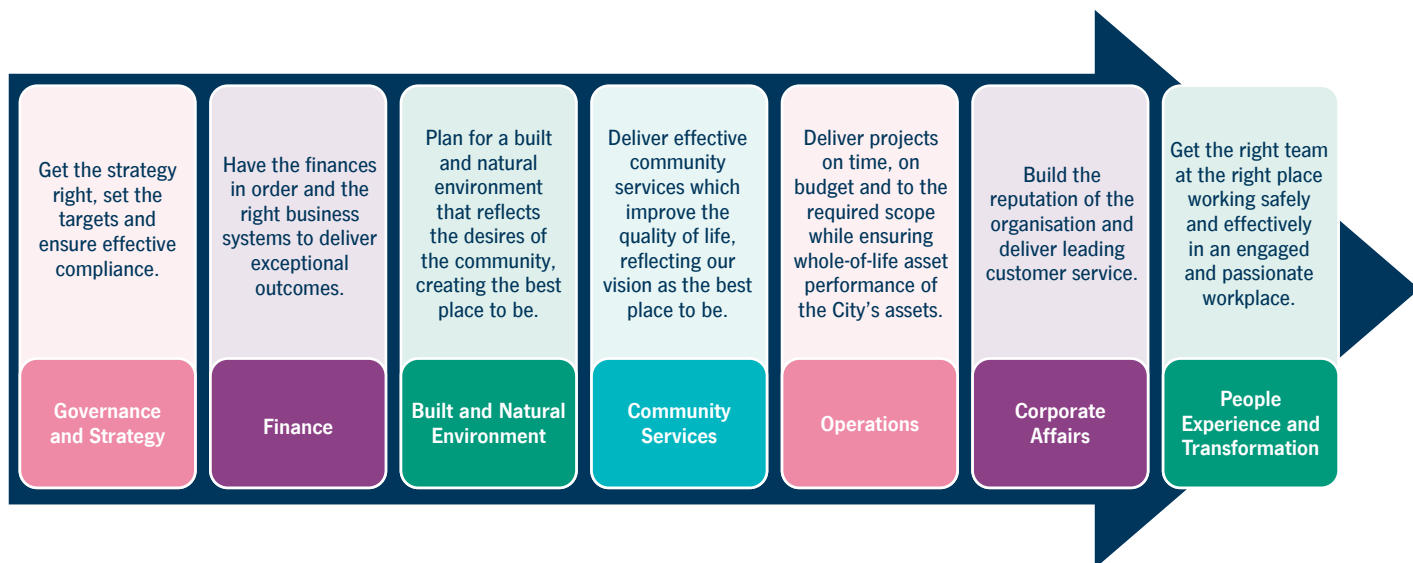 Get the strategy
right, set the
targets and
ensure effective
compliance.
Governance
and Strategy
Have the finances
in order and the
right business
systems to deliver
exceptional
outcomes.
Finance
Plan for a built
and natural
environment
that reflects
the desires of
the community,
creating the best
place to be.
Built and Natural
Environment
Deliver effective
community
services which
improve the
quality of life,
reflecting our
vision as the best
place to be.
Community
Services
Deliver projects
on time, on
budget and to the
required scope
while ensuring
whole-of-life asset
performance of
the City’s assets.
Operations
Build the
reputation of the
organisation and
deliver leading
customer service.
Corporate
Affairs
Get the right team
at the right place
working safely
and effectively
in an engaged
and passionate
workplace.
People
Experience and
Transformation